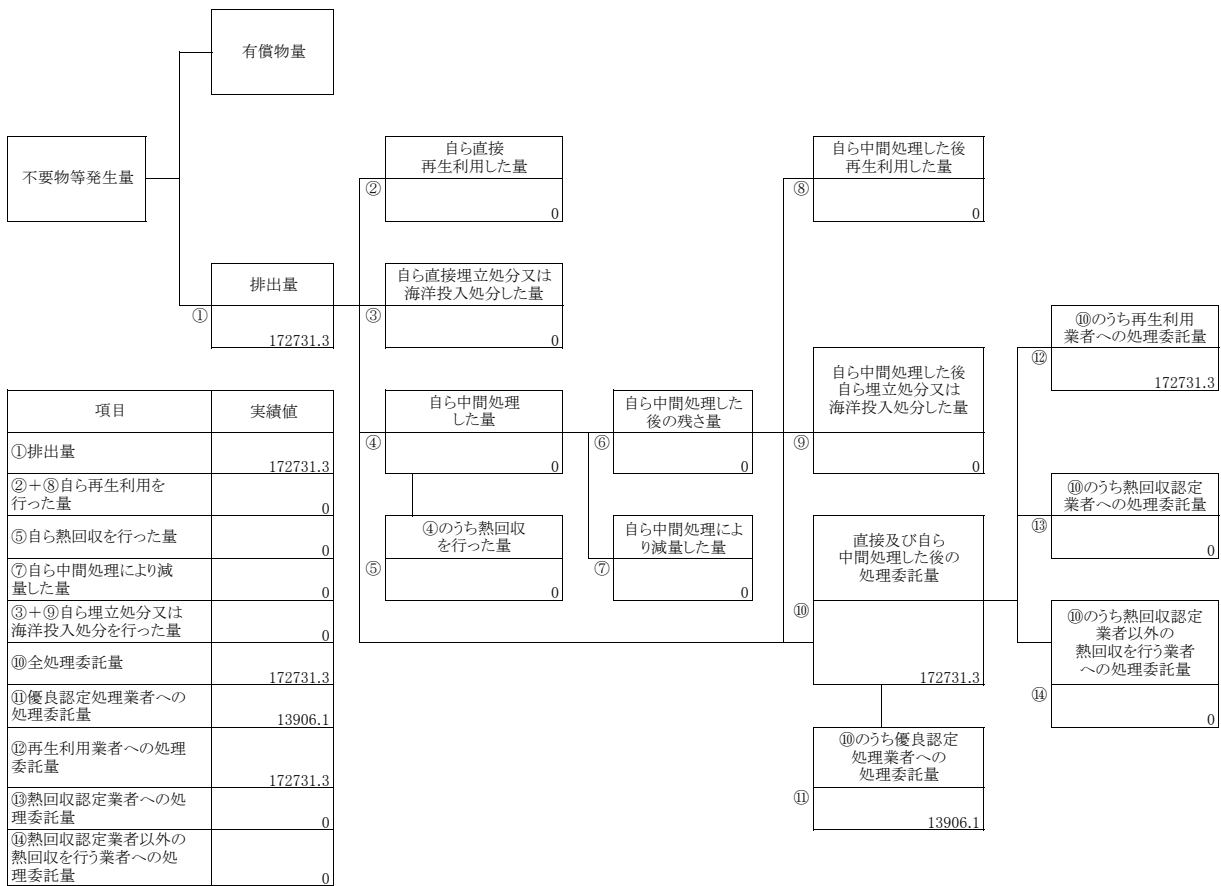 有償物量
不要物等発生量
排出量
①
172731.3
自ら直接
再生利用した量
②
0
自ら直接埋立処分又は
海洋投入処分した量
③
0
自ら中間処理
した量
④
0
④のうち熱回収
を行った量
⑤
0
自ら中間処理した
後の残さ量
⑥
0
自ら中間処理によ
り減量した量
⑦
0
自ら中間処理した後
再生利用した量
⑧
0
自ら中間処理した後
自ら埋立処分又は
海洋投入処分した量
⑨
0
直接及び自ら
中間処理した後の
処理委託量
⑩
172731.3
⑩のうち優良認定
処理業者への
処理委託量
⑪
13906.1
⑩のうち再生利用
業者への処理委託量
⑫
172731.3
⑩のうち熱回収認定
業者への処理委託量
⑬
0
⑩のうち熱回収認定
業者以外の
熱回収を行う業者
への処理委託量
⑭
0
項目 実績値
①排出量
172731.3
②+⑧自ら再生利用を
行った量
0
⑤自ら熱回収を行った量
0
⑦自ら中間処理により減
量した量
0
③+⑨自ら埋立処分又は
海洋投入処分を行った量
0
⑩全処理委託量
172731.3
⑪優良認定処理業者への
処理委託量
13906.1
⑫再生利用業者への処理
委託量
172731.3
⑬熱回収認定業者への処
理委託量
0
⑭熱回収認定業者以外の
熱回収を行う業者への処
理委託量
0